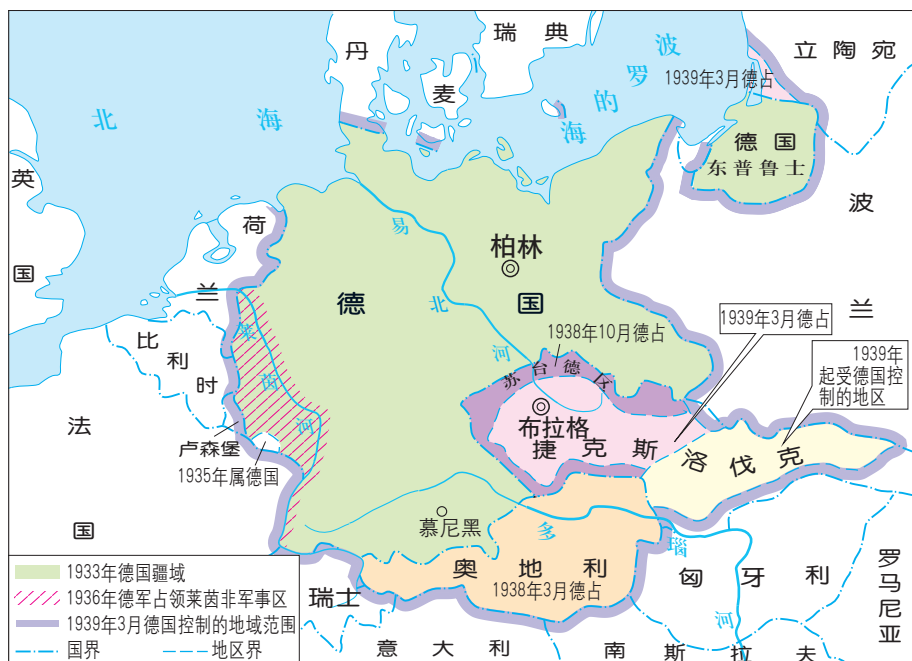 北海
波罗的海
丹麦
瑞典
立陶宛
1939年3月德占
德国
东普鲁士
英国
荷兰
波兰
易北河
柏林
德国
莱茵河
比利时
1938年10月德占
苏台德区
1939年3月德占
1939年
起受德国控
制的地区
布拉格
捷克斯洛伐克
法国
卢森堡
1935年属德国
慕尼黑
多瑙河
奥地利
1938年3月德占
匈牙利
罗马尼亚
瑞士
意大利
南斯拉夫
1933年德国疆域
1936年德军占领莱茵非军事区
1939年3月德国控制的地域范围
国界
地区界